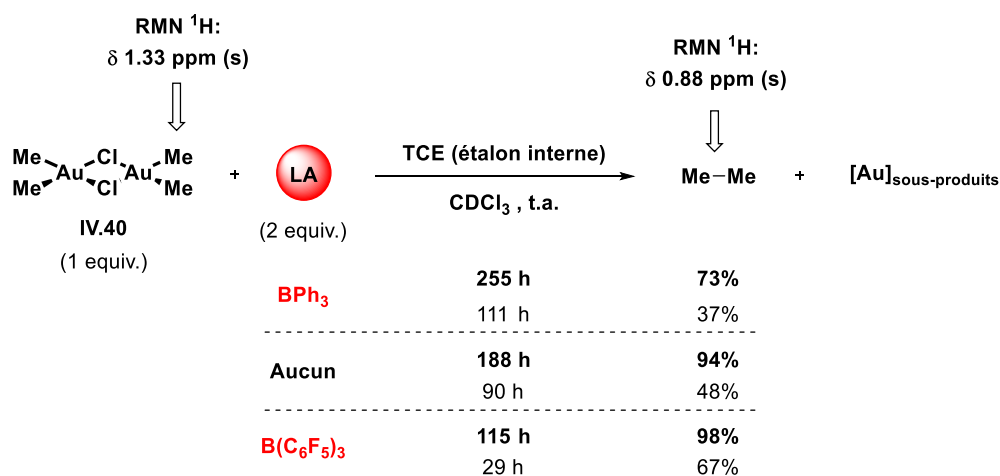 RMN ¹H:
δ 1.33 ppm (s)
RMN ¹H:
δ 0.88 ppm (s)
Me Cl Me
Au Au
Me Cl Me
+
LA
TCE (étalon interne)
CDCl₃ , t.a.
Me–Me
+
[Au]sous-produits
IV.40
(1 equiv.)
(2 equiv.)
BPh₃
255 h 73%
111 h 37%
Aucun
188 h 94%
90 h 48%
B(C₆F₅)₃
115 h 98%
29 h 67%